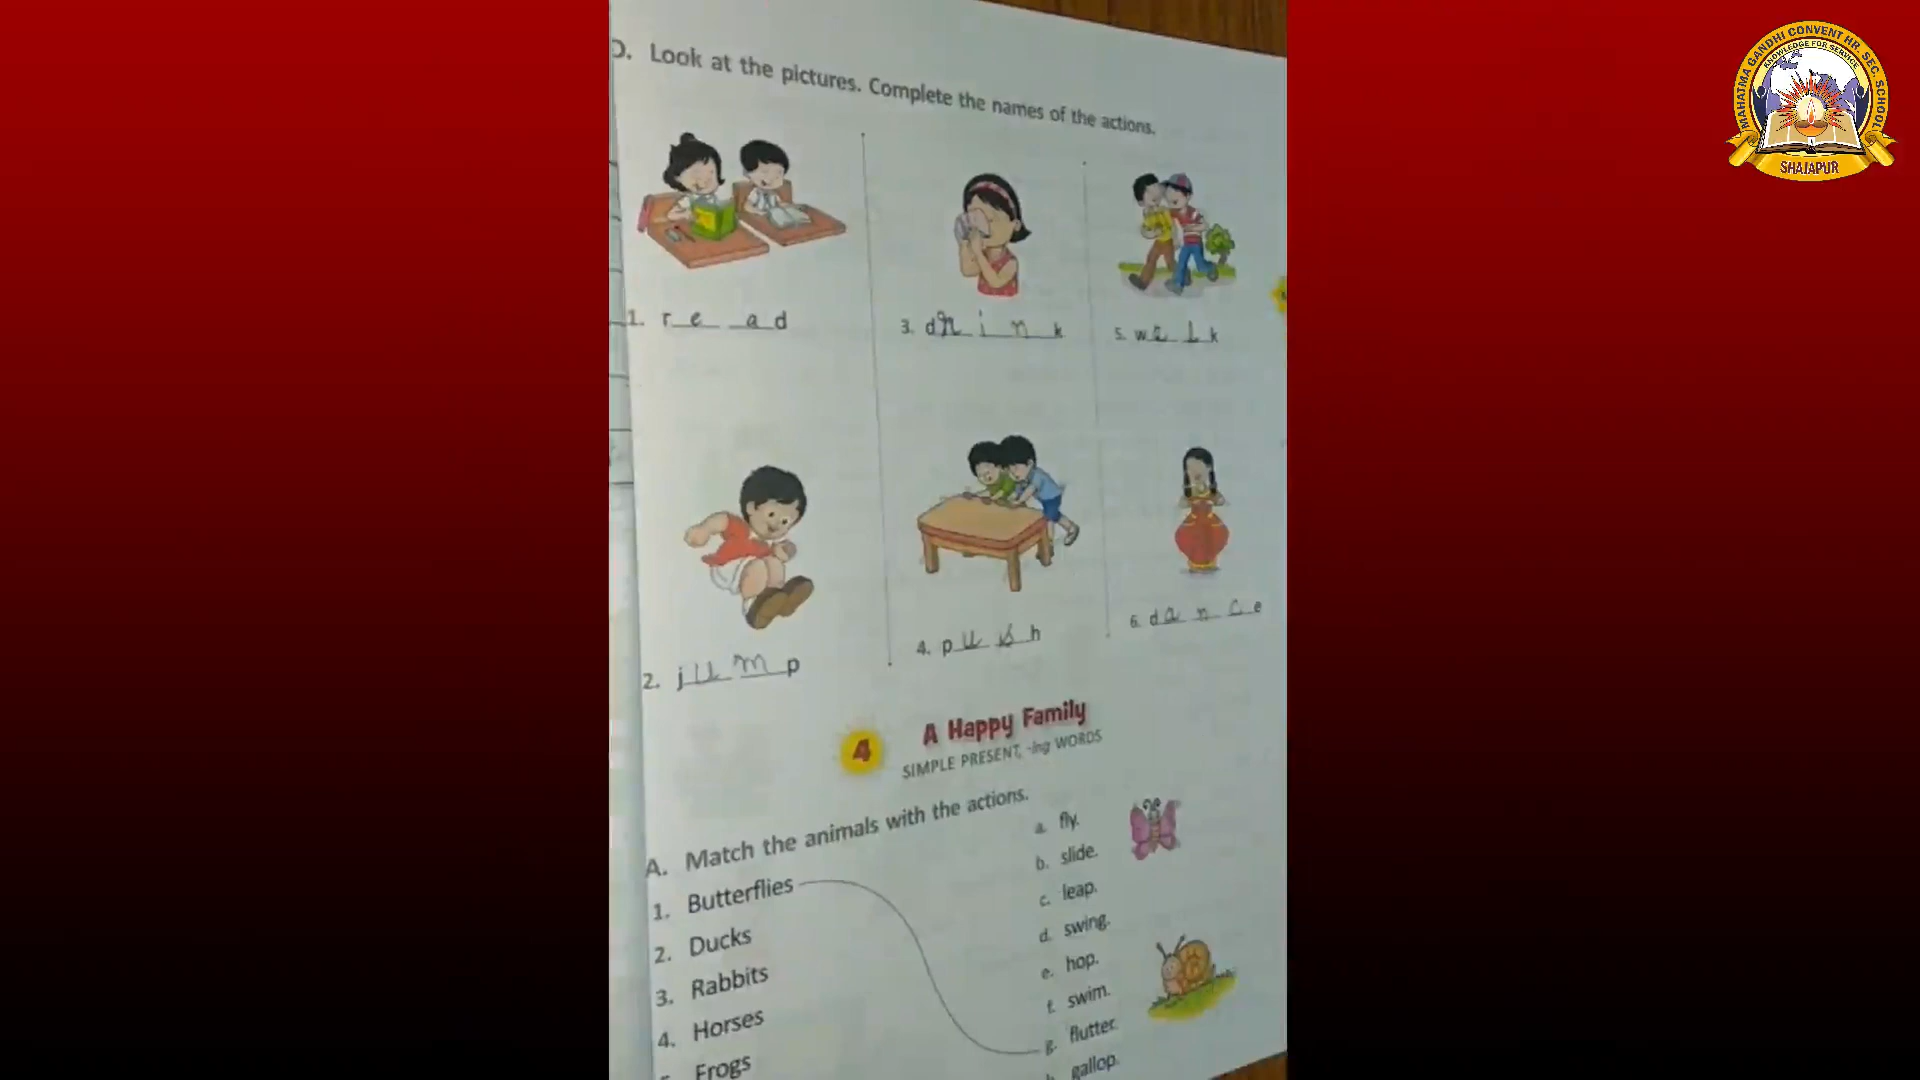 D. Look at the pictures. Complete the names of the actions.
1. read
3. drink
5. walk
2. jump
4. push
6. dance
4
A Happy Family
SIMPLE PRESENT, -ing WORDS
A. Match the animals with the actions.
1. Butterflies
2. Ducks
3. Rabbits
4. Horses
Frogs
a. fly.
b. slide.
c. leap.
d. swing.
e. hop.
f. swim.
g. flutter.
gallop.
MAHATMA GANDHI CONVENT HR. SEC. SCHOOL
KNOWLEDGE FOR SERVICE
SHAJAPUR